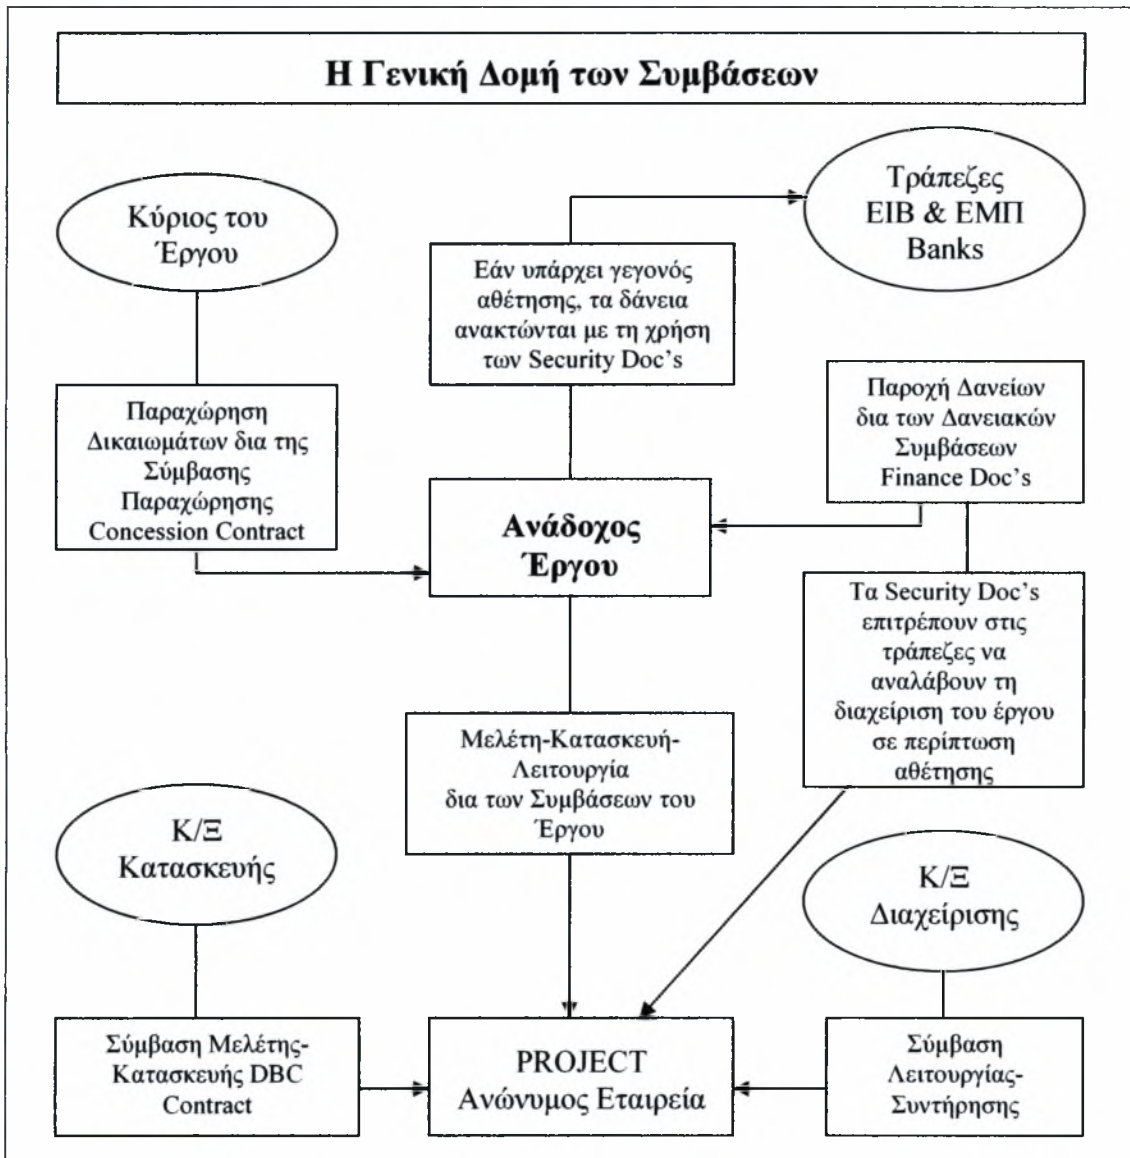 Η Γενική Δομή των Συμβάσεων
Κύριος του
Έργου
Τράπεζες
ΕΙΒ & ΕΜΠ
Banks
Εάν υπάρχει γεγονός
αθέτησης, τα δάνεια
ανακτώνται με τη χρήση
των Security Doc's
Παραχώρηση
Δικαιωμάτων δια της
Σύμβασης
Παραχώρησης
Concession Contract
Παροχή Δανείων
δια των Δανειακών
Συμβάσεων
Finance Doc's
Ανάδοχος
Έργου
Τα Security Doc's
επιτρέπουν στις
τράπεζες να
αναλάβουν τη
διαχείριση του έργου
σε περίπτωση
αθέτησης
Μελέτη-Κατασκευή-
Λειτουργία
δια των Συμβάσεων του
Έργου
Κ/Ξ
Κατασκευής
Κ/Ξ
Διαχείρισης
Σύμβαση Μελέτης-
Κατασκευής DBC
Contract
PROJECT
Ανώνυμος Εταιρεία
Σύμβαση
Λειτουργίας-
Συντήρησης